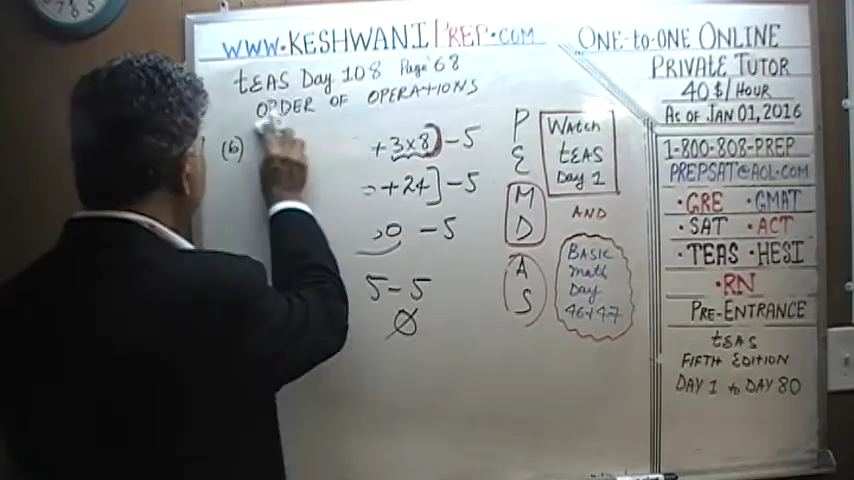 WWW.KESHWANIPREP.COM
tEAS Day 108 Page 68
ORDER OF OPERATIONS
(b)
+ 3x8) - 5
+ 24] - 5
0 - 5
5 - 5
0
P
E
M
D
A
S
WATCH
tEAS
Day 1
AND
BASIC
math
Day
46+47
ONE-to-ONE ONLINE
PRIVATE TUTOR
40 $/HOUR
AS OF JAN 01, 2016
1-800-808-PREP
PREPSAT@AOL.COM
•GRE •GMAT
•SAT •ACT
•TEAS •HESI
•RN
PRE-ENTRANCE
tEAS
FIFTH EDITION
DAY 1 to DAY 80